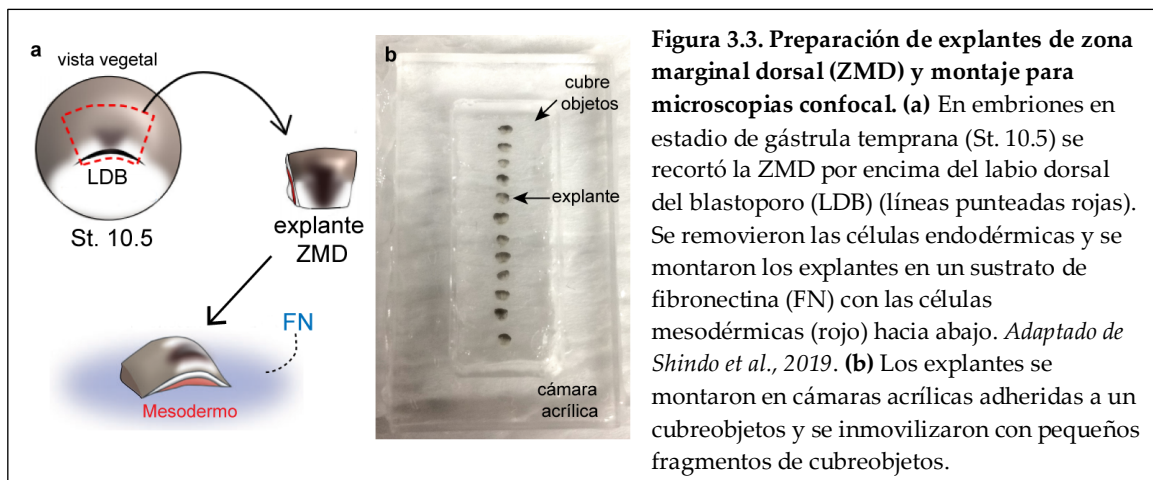 a
vista vegetal
LDB
St. 10.5
explante
ZMD
FN
Mesodermo
b
cubre
objetos
explante
cámara
acrílica
Figura 3.3. Preparación de explantes de zona
marginal dorsal (ZMD) y montaje para
microscopias confocal. (a) En embriones en
estadio de gástrula temprana (St. 10.5) se
recortó la ZMD por encima del labio dorsal
del blastoporo (LDB) (líneas punteadas rojas).
Se removieron las células endodérmicas y se
montaron los explantes en un sustrato de
fibronectina (FN) con las células
mesodérmicas (rojo) hacia abajo. Adaptado de
Shindo et al., 2019. (b) Los explantes se
montaron en cámaras acrílicas adheridas a un
cubreobjetos y se inmovilizaron con pequeños
fragmentos de cubreobjetos.